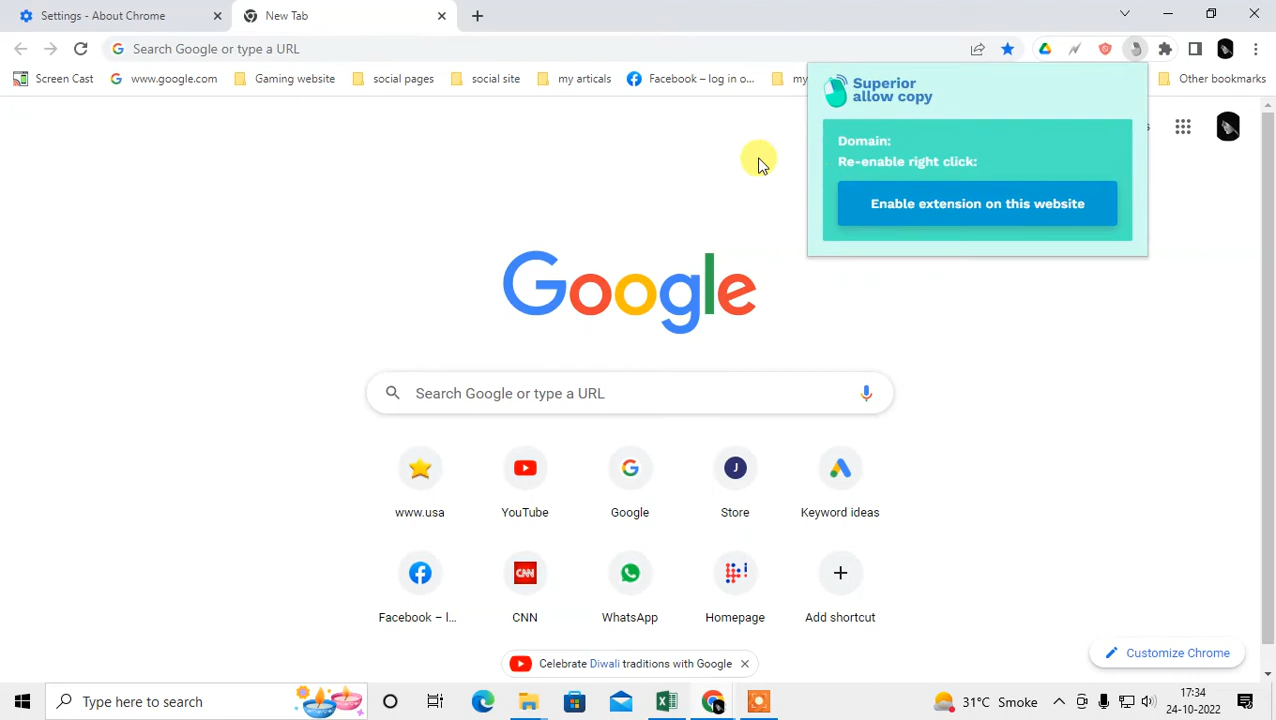 Settings - About Chrome
New Tab
Search Google or type a URL
Screen Cast
www.google.com
Gaming website
social pages
social site
my articals
Facebook – log in o...
my
Other bookmarks
Superior
allow copy
Domain:
Re-enable right click:
Enable extension on this website
Google
Search Google or type a URL
www.usa
YouTube
Google
J
Store
Keyword ideas
Facebook – l...
CNN
CNN
WhatsApp
Homepage
Add shortcut
Celebrate Diwali traditions with Google
Customize Chrome
Type here to search
31°C Smoke
17:34
24-10-2022